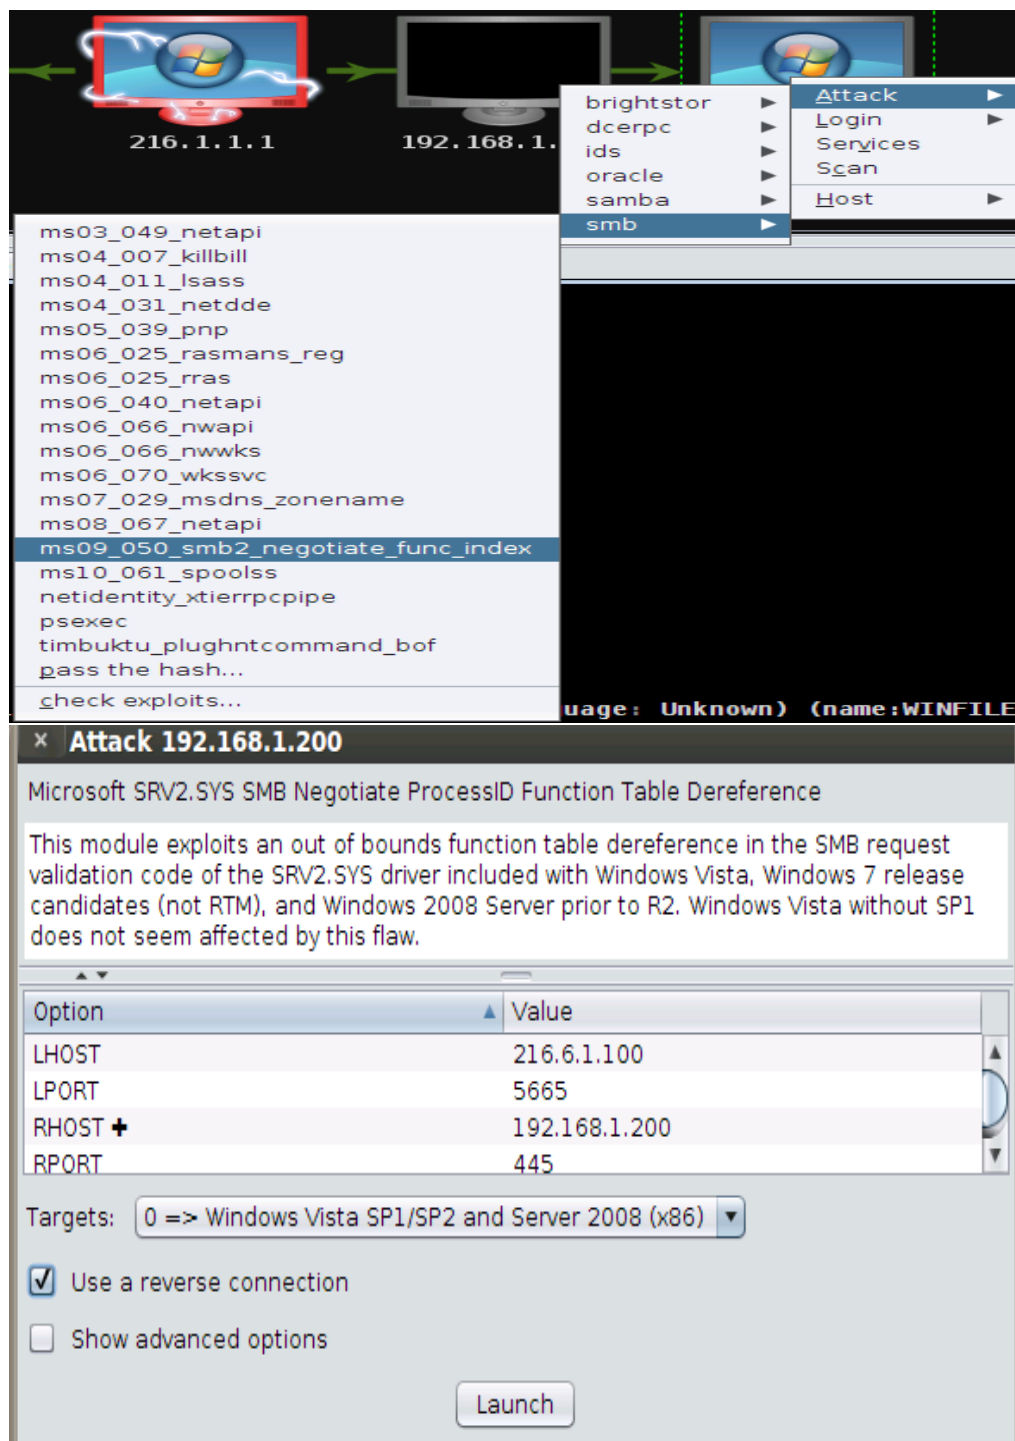 216.1.1.1
192.168.1.
Attack
Login
Services
Scan
Host
brightstor
dcerpc
ids
oracle
samba
smb
ms03_049_netapi
ms04_007_killbill
ms04_011_lsass
ms04_031_netdde
ms05_039_pnp
ms06_025_rasmans_reg
ms06_025_rras
ms06_040_netapi
ms06_066_nwapi
ms06_066_nwwks
ms06_070_wkssvc
ms07_029_msdns_zonename
ms08_067_netapi
ms09_050_smb2_negotiate_func_index
ms10_061_spoolss
netidentity_xtierrpcpipe
psexec
timbuktu_plughntcommand_bof
pass the hash...
check exploits...
uage: Unknown) (name:WINFILE
Attack 192.168.1.200
Microsoft SRV2.SYS SMB Negotiate ProcessID Function Table Dereference
This module exploits an out of bounds function table dereference in the SMB request
validation code of the SRV2.SYS driver included with Windows Vista, Windows 7 release
candidates (not RTM), and Windows 2008 Server prior to R2. Windows Vista without SP1
does not seem affected by this flaw.
Option Value
LHOST 216.6.1.100
LPORT 5665
RHOST ✚ 192.168.1.200
RPORT 445
Targets: 0 => Windows Vista SP1/SP2 and Server 2008 (x86)
Use a reverse connection
Show advanced options
Launch